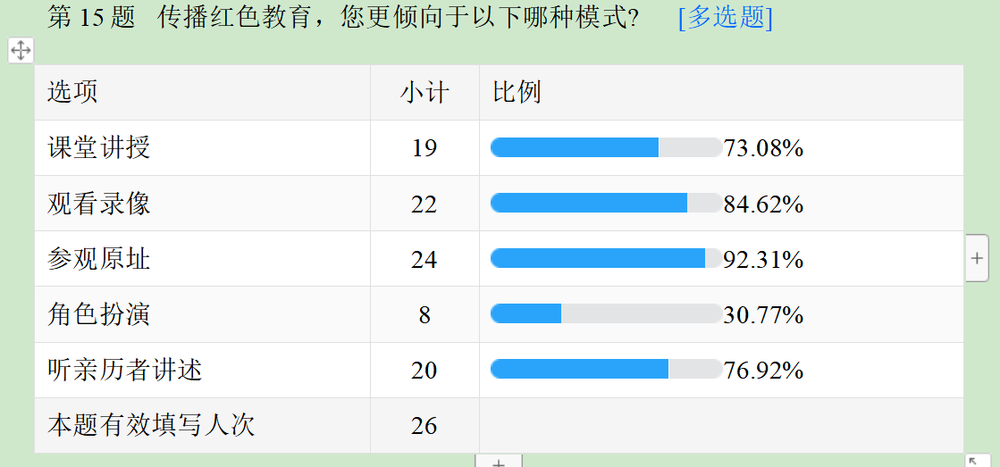 第 15 题 传播红色教育，您更倾向于以下哪种模式? [多选题]
选项 小计 比例
课堂讲授 19 73.08%
观看录像 22 84.62%
参观原址 24 92.31%
角色扮演 8 30.77%
听亲历者讲述 20 76.92%
本题有效填写人次 26